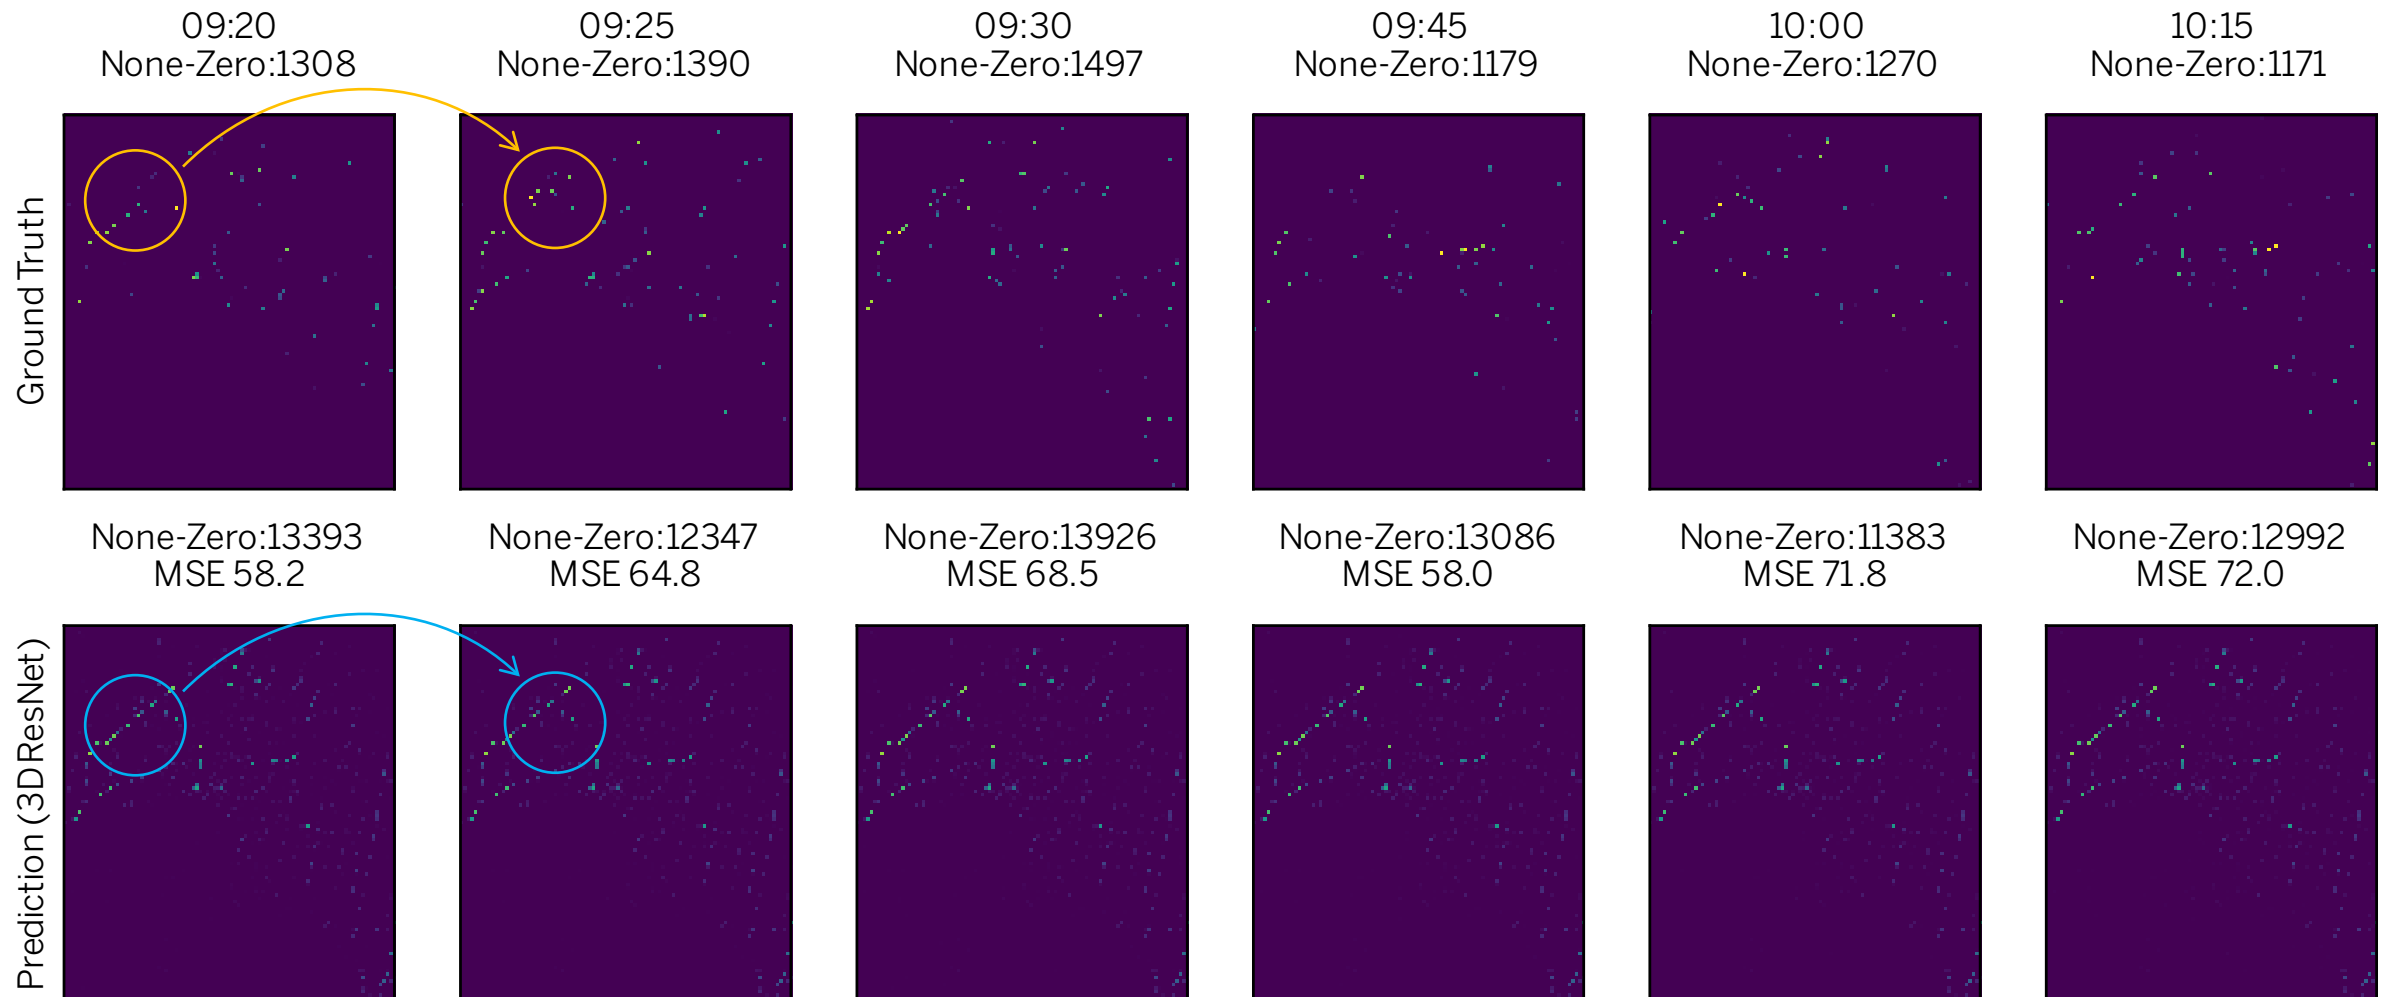 09:20
None-Zero:1308
09:25
None-Zero:1390
09:30
None-Zero:1497
09:45
None-Zero:1179
10:00
None-Zero:1270
10:15
None-Zero:1171
Ground Truth
None-Zero:13393
MSE 58.2
None-Zero:12347
MSE 64.8
None-Zero:13926
MSE 68.5
None-Zero:13086
MSE 58.0
None-Zero:11383
MSE 71.8
None-Zero:12992
MSE 72.0
Prediction (3DResNet)